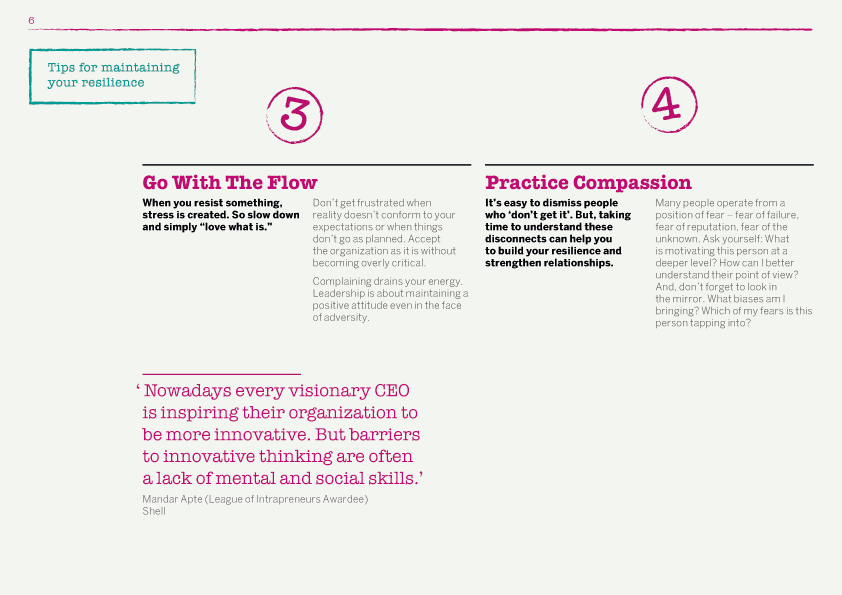 6
Tips for maintaining
your resilience
3
Go With The Flow
When you resist something,
stress is created. So slow down
and simply “love what is.”
Don’t get frustrated when
reality doesn’t conform to your
expectations or when things
don’t go as planned. Accept
the organization as it is without
becoming overly critical.
Complaining drains your energy.
Leadership is about maintaining a
positive attitude even in the face
of adversity.
4
Practice Compassion
It’s easy to dismiss people
who ‘don’t get it’. But, taking
time to understand these
disconnects can help you
to build your resilience and
strengthen relationships.
Many people operate from a
position of fear – fear of failure,
fear of reputation, fear of the
unknown. Ask yourself: What
is motivating this person at a
deeper level? How can I better
understand their point of view?
And, don’t forget to look in
the mirror. What biases am I
bringing? Which of my fears is this
person tapping into?
‘ Nowadays every visionary CEO
is inspiring their organization to
be more innovative. But barriers
to innovative thinking are often
a lack of mental and social skills.’
Mandar Apte (League of Intrapreneurs Awardee)
Shell